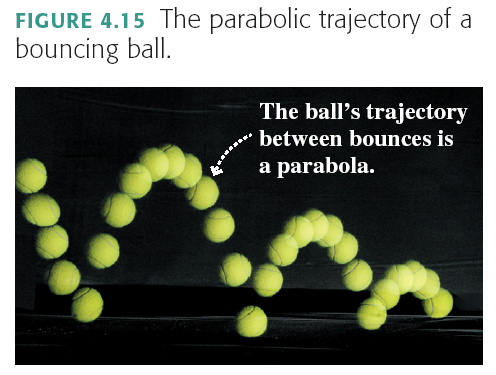 FIGURE 4.15 The parabolic trajectory of a
bouncing ball.
The ball's trajectory
between bounces is
a parabola.